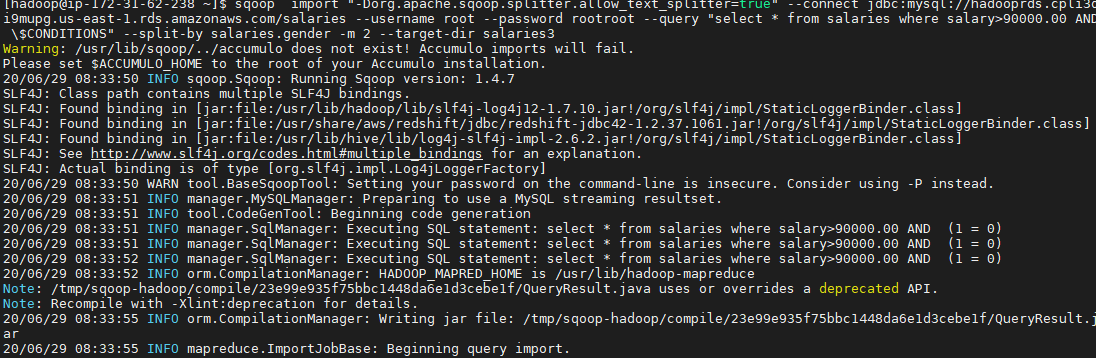 [hadoop@ip-172-31-62-238 ~]$ sqoop  import "-Dorg.apache.sqoop.splitter.allow_text_splitter=true" --connect jdbc:mysql://hadooprds.cpli3o
i9mupg.us-east-1.rds.amazonaws.com/salaries --username root --password rootroot --query "select * from salaries where salary>90000.00 AND
 \$CONDITIONS" --split-by salaries.gender -m 2 --target-dir salaries3
Warning: /usr/lib/sqoop/../accumulo does not exist! Accumulo imports will fail.
Please set $ACCUMULO_HOME to the root of your Accumulo installation.
20/06/29 08:33:50 INFO sqoop.Sqoop: Running Sqoop version: 1.4.7
SLF4J: Class path contains multiple SLF4J bindings.
SLF4J: Found binding in [jar:file:/usr/lib/hadoop/lib/slf4j-log4j12-1.7.10.jar!/org/slf4j/impl/StaticLoggerBinder.class]
SLF4J: Found binding in [jar:file:/usr/share/aws/redshift/jdbc/redshift-jdbc42-1.2.37.1061.jar!/org/slf4j/impl/StaticLoggerBinder.class]
SLF4J: Found binding in [jar:file:/usr/lib/hive/lib/log4j-slf4j-impl-2.6.2.jar!/org/slf4j/impl/StaticLoggerBinder.class]
SLF4J: See http://www.slf4j.org/codes.html#multiple_bindings for an explanation.
SLF4J: Actual binding is of type [org.slf4j.impl.Log4jLoggerFactory]
20/06/29 08:33:50 WARN tool.BaseSqoopTool: Setting your password on the command-line is insecure. Consider using -P instead.
20/06/29 08:33:51 INFO manager.MySQLManager: Preparing to use a MySQL streaming resultset.
20/06/29 08:33:51 INFO tool.CodeGenTool: Beginning code generation
20/06/29 08:33:51 INFO manager.SqlManager: Executing SQL statement: select * from salaries where salary>90000.00 AND  (1 = 0)
20/06/29 08:33:51 INFO manager.SqlManager: Executing SQL statement: select * from salaries where salary>90000.00 AND  (1 = 0)
20/06/29 08:33:52 INFO manager.SqlManager: Executing SQL statement: select * from salaries where salary>90000.00 AND  (1 = 0)
20/06/29 08:33:52 INFO orm.CompilationManager: HADOOP_MAPRED_HOME is /usr/lib/hadoop-mapreduce
Note: /tmp/sqoop-hadoop/compile/23e99e935f75bbc1448da6e1d3cebe1f/QueryResult.java uses or overrides a deprecated API.
Note: Recompile with -Xlint:deprecation for details.
20/06/29 08:33:55 INFO orm.CompilationManager: Writing jar file: /tmp/sqoop-hadoop/compile/23e99e935f75bbc1448da6e1d3cebe1f/QueryResult.j
ar
20/06/29 08:33:55 INFO mapreduce.ImportJobBase: Beginning query import.